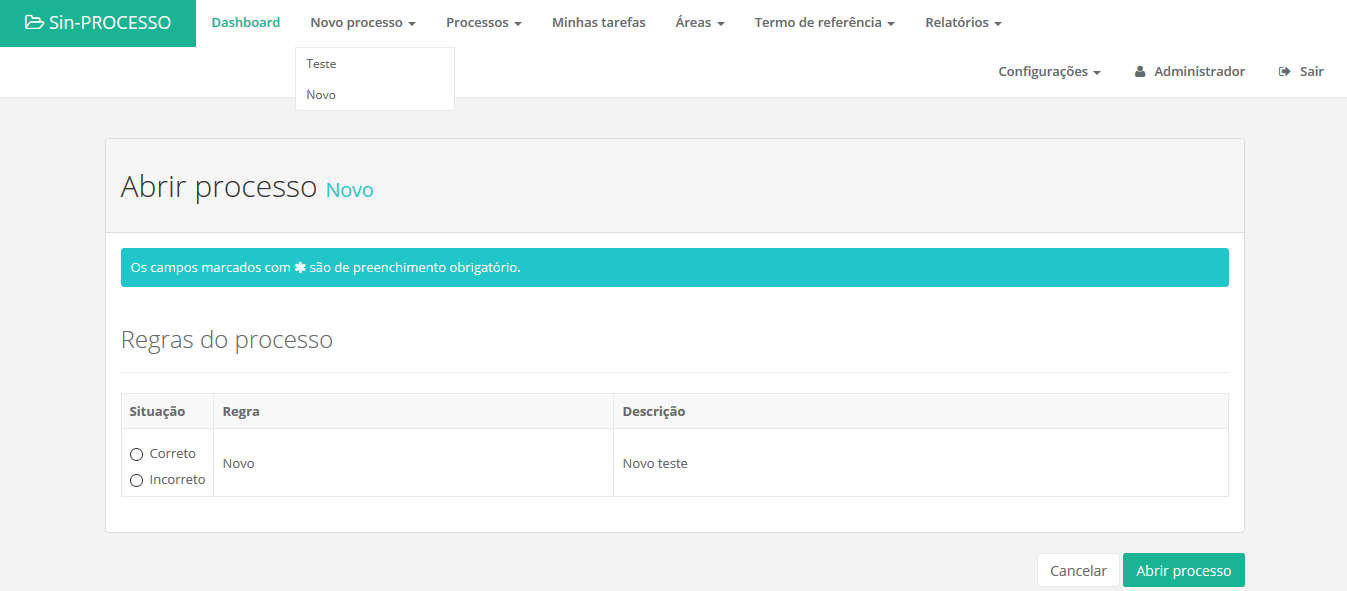 Sin-PROCESSO Dashboard Novo processo Processos Minhas tarefas Áreas Termo de referência Relatórios
Teste
Novo
Configurações Administrador Sair
Abrir processo Novo
Os campos marcados com ✱ são de preenchimento obrigatório.
Regras do processo
Situação Regra Descrição
Correto
Incorreto
Novo
Novo teste
Cancelar Abrir processo